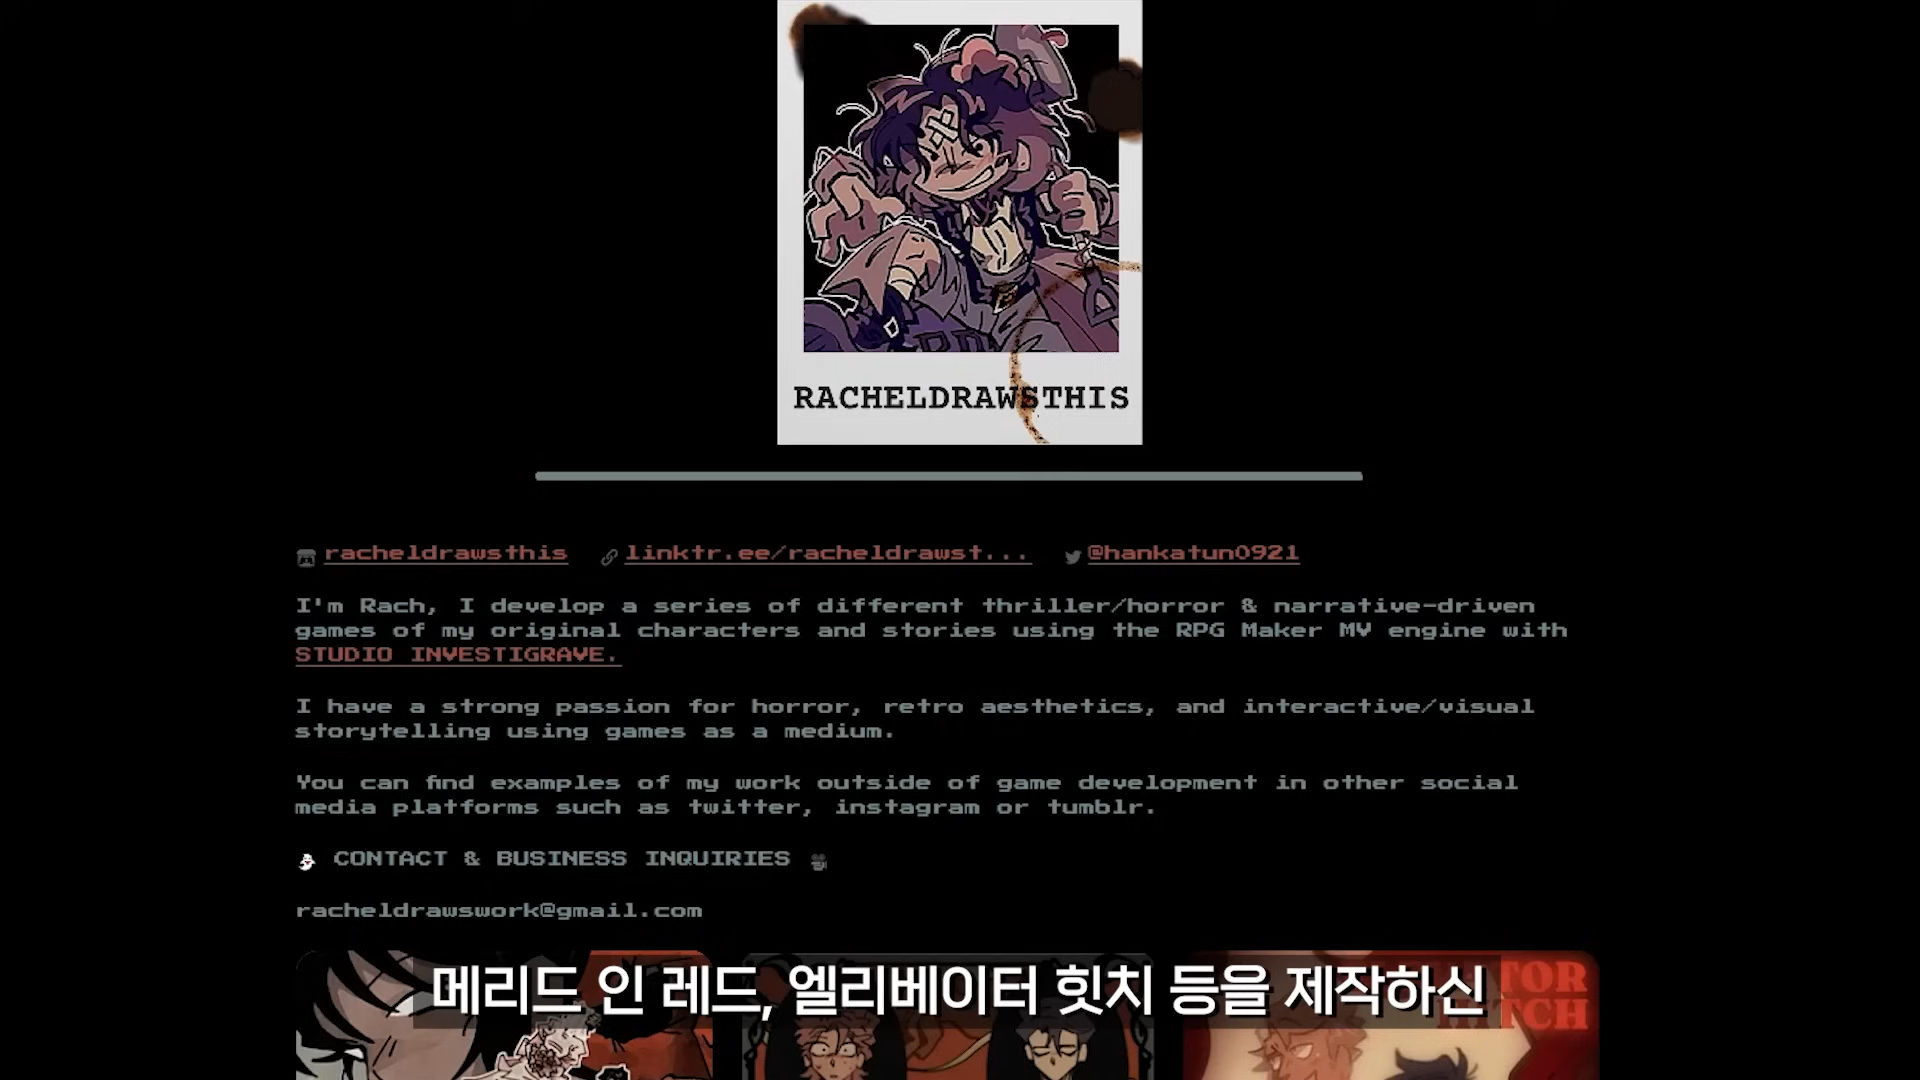 RACHELDRAWSTHIS
racheldrawsthis linktr.ee/racheldrawst... @hankatun0921
I'm Rach, I develop a series of different thriller/horror & narrative-driven
games of my original characters and stories using the RPG Maker MV engine with
STUDIO INVESTIGRAVE.
I have a strong passion for horror, retro aesthetics, and interactive/visual
storytelling using games as a medium.
You can find examples of my work outside of game development in other social
media platforms such as twitter, instagram or tumblr.
CONTACT & BUSINESS INQUIRIES
racheldrawswork@gmail.com
메리드 인 레드, 엘리베이터 힛치 등을 제작하신